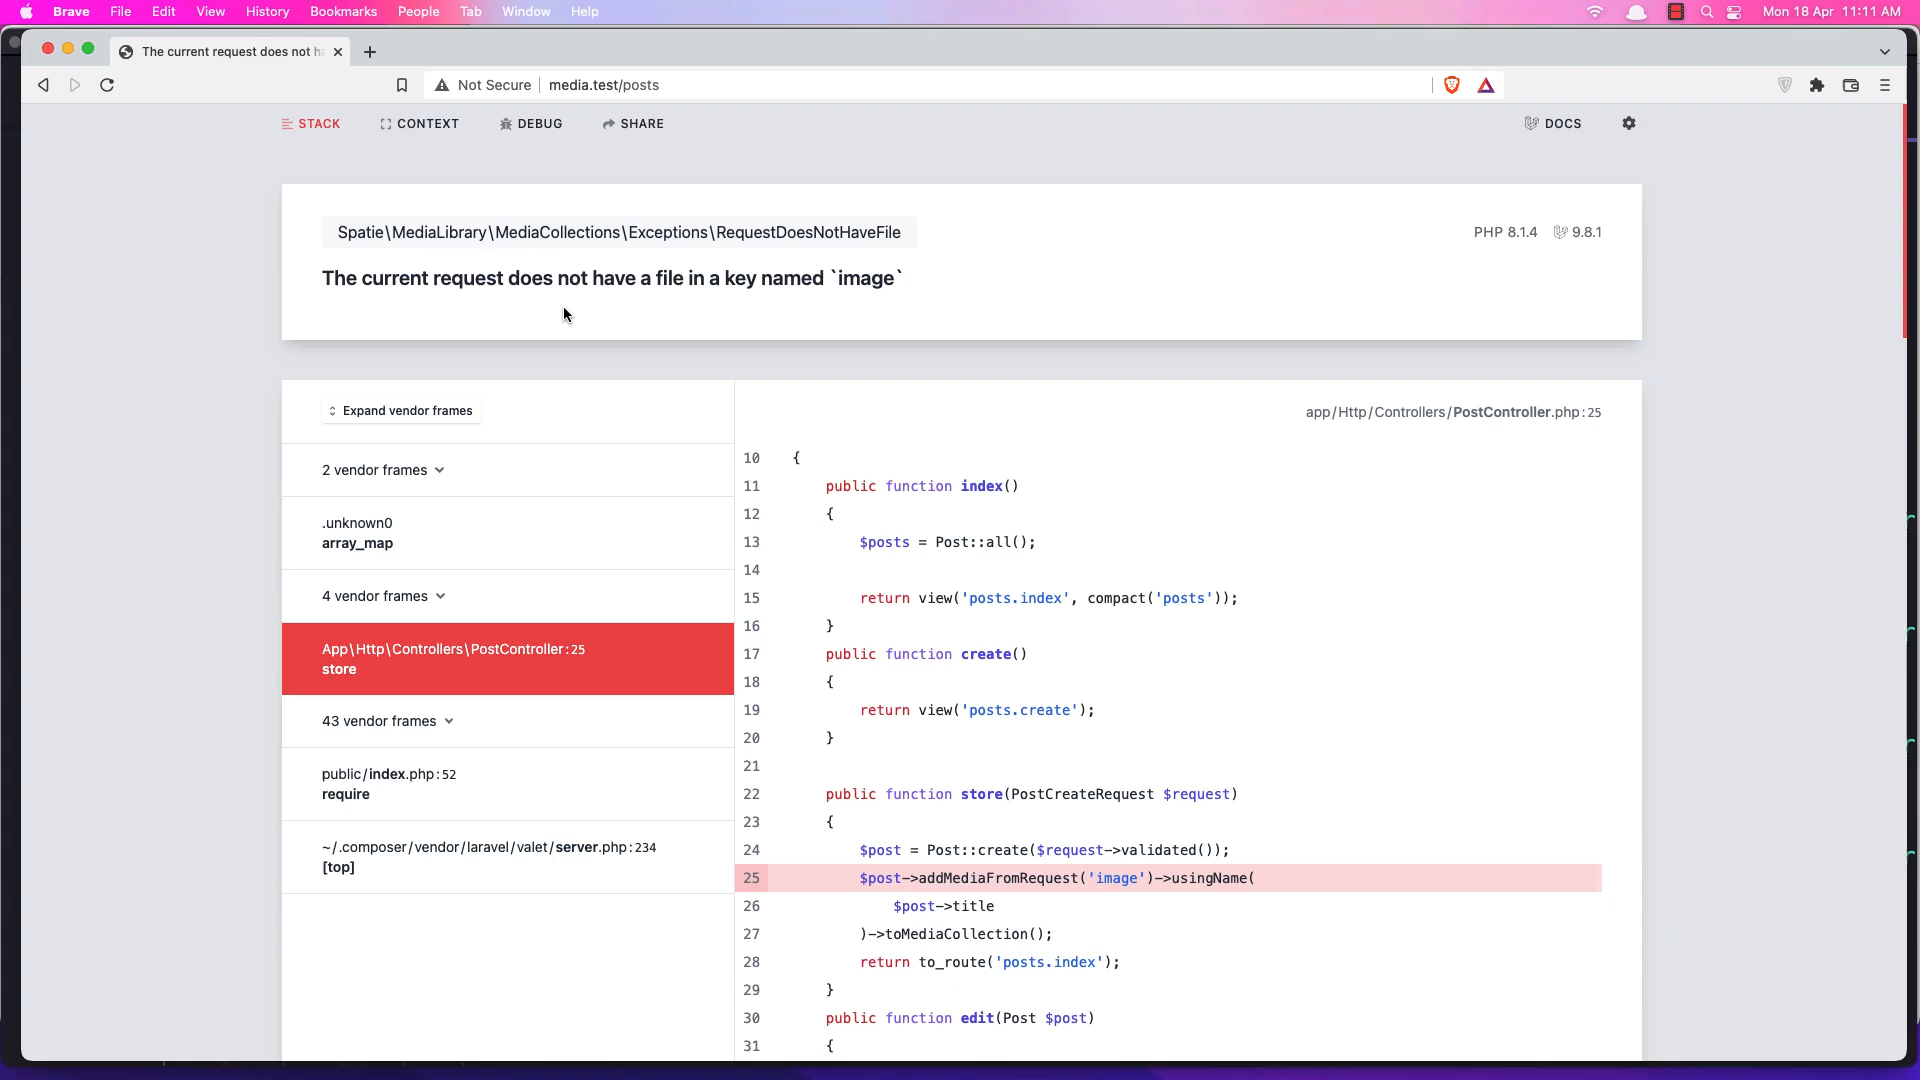 Brave File Edit View History Bookmarks People Tab Window Help Mon 18 Apr 11:11 AM
The current request does not ha
Not Secure media.test/posts
STACK CONTEXT DEBUG SHARE DOCS
Spatie\MediaLibrary\MediaCollections\Exceptions\RequestDoesNotHaveFile PHP 8.1.4 9.8.1
The current request does not have a file in a key named `image`
Expand vendor frames
2 vendor frames
.unknown0
array_map
4 vendor frames
App\Http\Controllers\PostController:25
store
43 vendor frames
public/index.php:52
require
~/.composer/vendor/laravel/valet/server.php:234
[top]
app/Http/Controllers/PostController.php:25
10 {
11 public function index()
12 {
13 $posts = Post::all();
14
15 return view('posts.index', compact('posts'));
16 }
17 public function create()
18 {
19 return view('posts.create');
20 }
21
22 public function store(PostCreateRequest $request)
23 {
24 $post = Post::create($request->validated());
25 $post->addMediaFromRequest('image')->usingName(
26 $post->title
27 )->toMediaCollection();
28 return to_route('posts.index');
29 }
30 public function edit(Post $post)
31 {